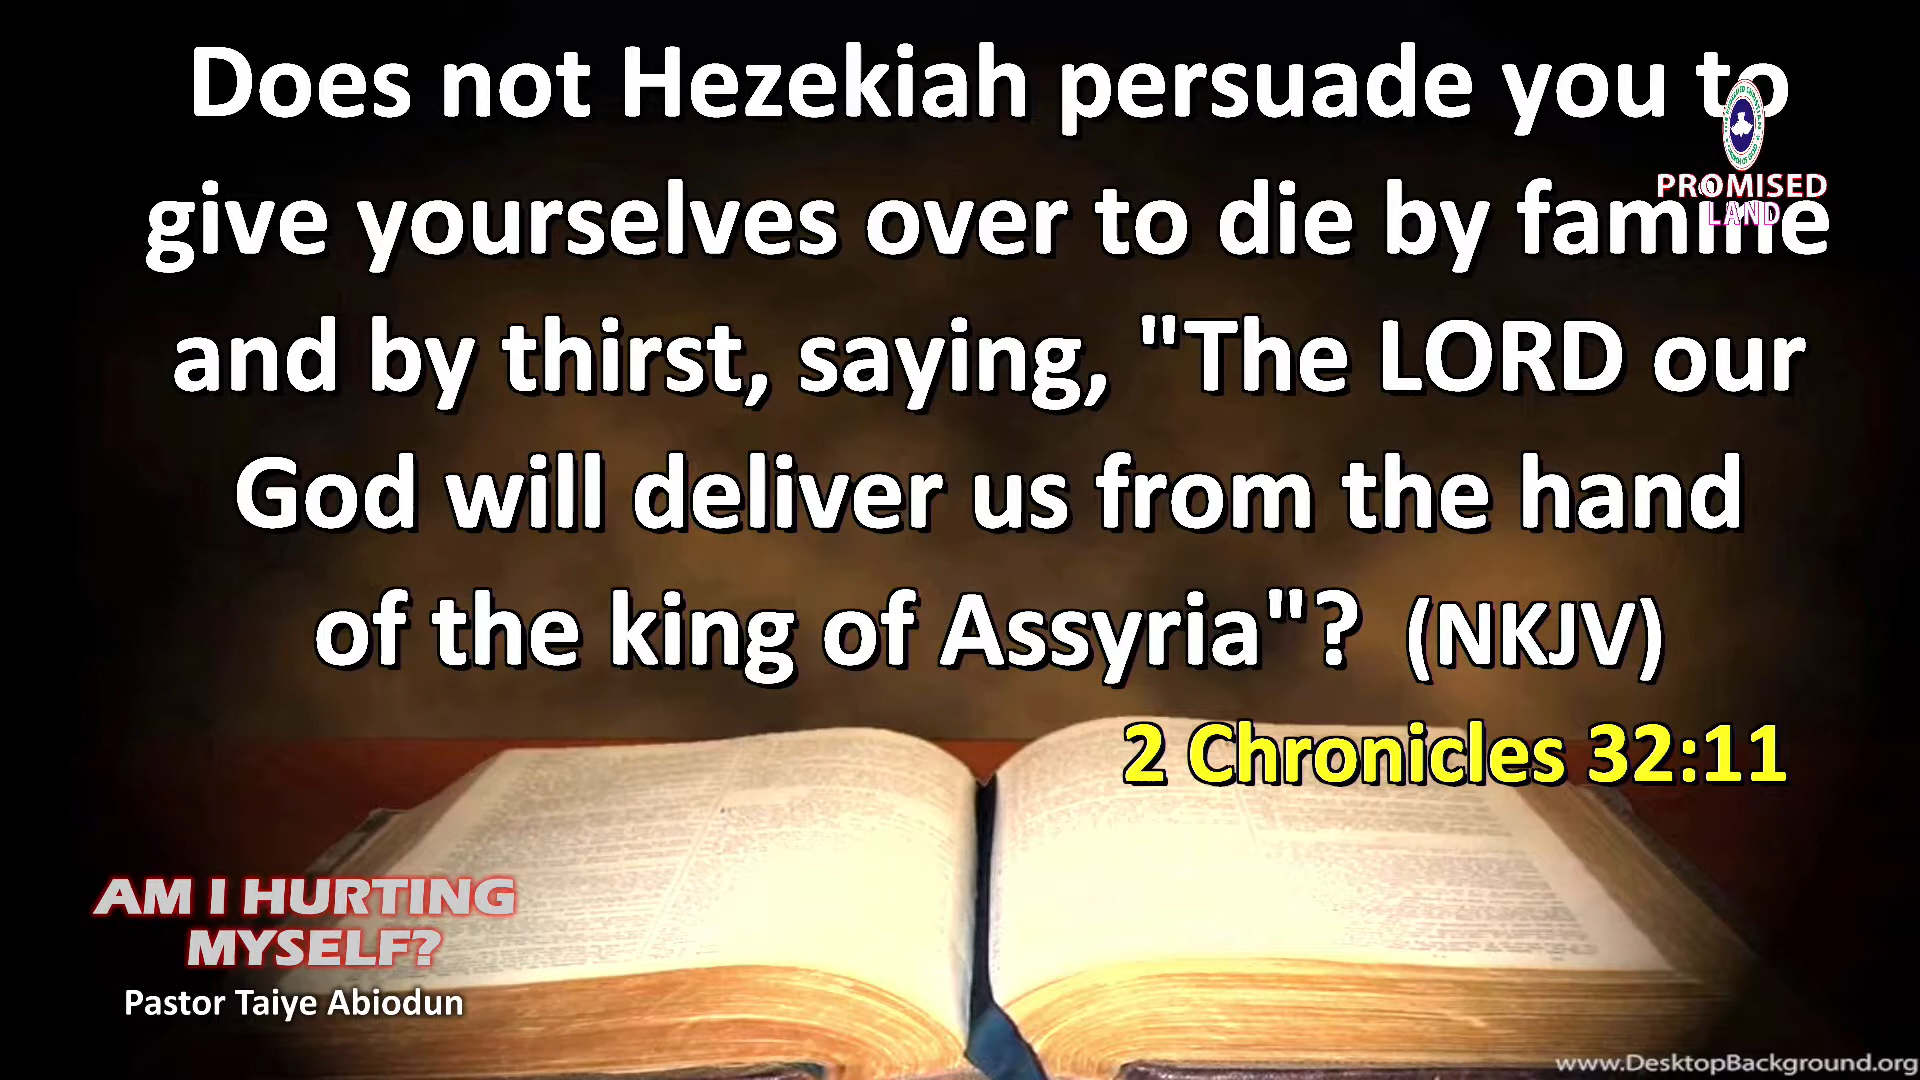 Does not Hezekiah persuade you to
give yourselves over to die by famine
and by thirst, saying, "The LORD our
God will deliver us from the hand
of the king of Assyria"? (NKJV)
2 Chronicles 32:11
PROMISED
LAND
AM I HURTING
MYSELF?
Pastor Taiye Abiodun
www.DesktopBackground.org